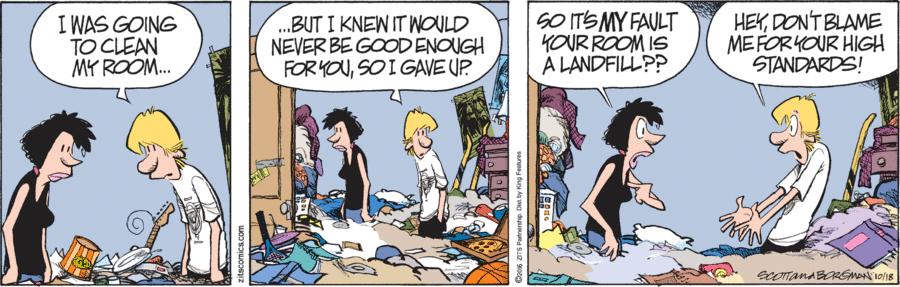 I WAS GOING
TO CLEAN
MY ROOM...
zitscomics.com
...BUT I KNEW IT WOULD
NEVER BE GOOD ENOUGH
FOR YOU, SO I GAVE UP.
©2016 ZITS Partnership. Dist. by King Features
SO IT'S MY FAULT
YOUR ROOM IS
A LANDFILL??
HEY, DON'T BLAME
ME FOR YOUR HIGH
STANDARDS!
SCOTT and BORGMAN 10/18